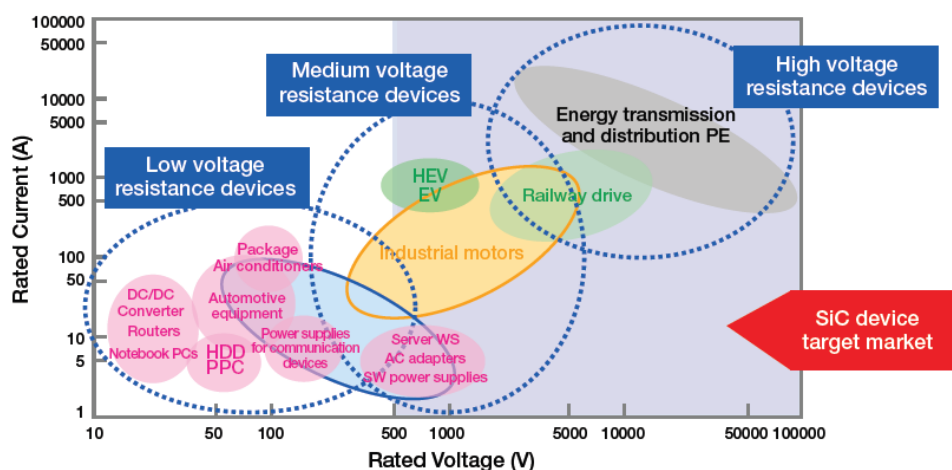 100000
50000
10000
5000
1000
500
100
50
10
5
1
Rated Current (A)
Low voltage
resistance devices
Medium voltage
resistance devices
High voltage
resistance devices
Energy transmission
and distribution PE
HEV
EV
Railway drive
Industrial motors
Package
Air conditioners
DC/DC
Converter
Routers
Notebook PCs
Automotive
equipment
HDD
PPC
Power supplies
for communication
devices
Server WS
AC adapters
SW power supplies
SiC device
target market
10
50
100
500
1000
5000
10000
50000
100000
Rated Voltage (V)